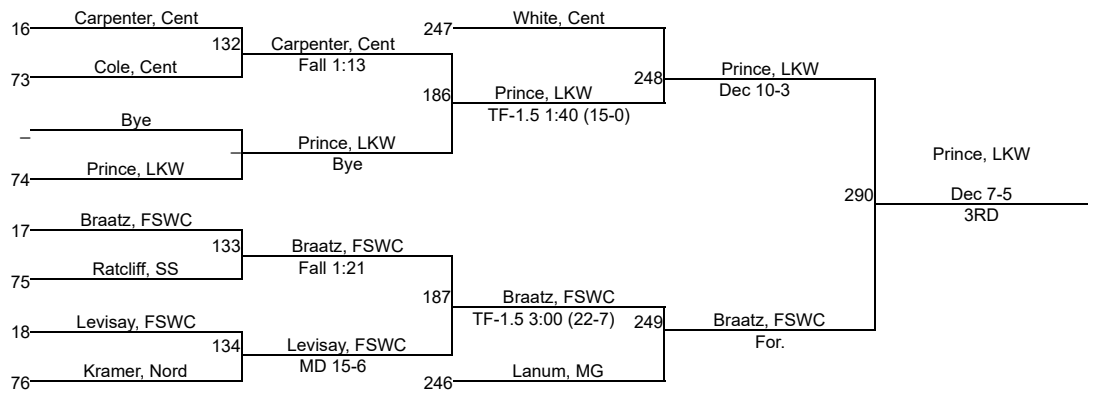 16 Carpenter, Cent
132
73 Cole, Cent
Carpenter, Cent
Fall 1:13
_ Bye
74 Prince, LKW
Prince, LKW
Bye
17 Braatz, FSWC
133
75 Ratcliff, SS
Braatz, FSWC
Fall 1:21
18 Levisay, FSWC
134
76 Kramer, Nord
Levisay, FSWC
MD 15-6
247 White, Cent
186
Prince, LKW
TF-1.5 1:40 (15-0)
187
Braatz, FSWC
TF-1.5 3:00 (22-7)
246 Lanum, MG
248
Prince, LKW
Dec 10-3
249
Braatz, FSWC
For.
290
Prince, LKW
Dec 7-5
3RD